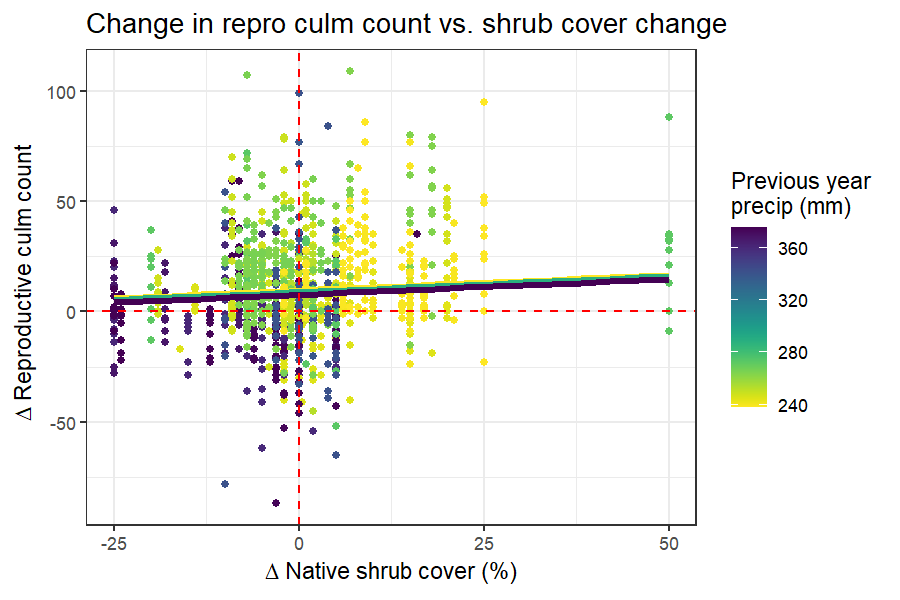 Change in repro culm count vs. shrub cover change
100
50
0
-50
Δ Reproductive culm count
-25
0
25
50
Δ Native shrub cover (%)
Previous year
precip (mm)
360
320
280
240